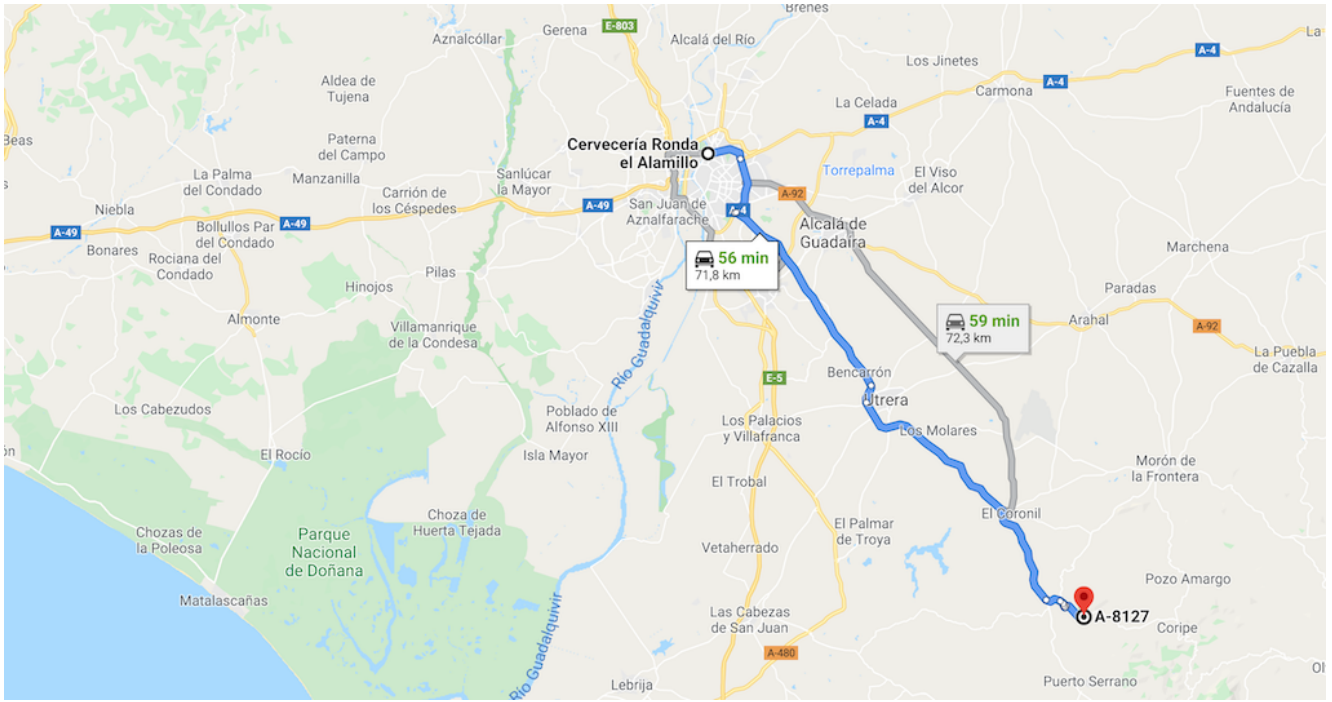 Brenes
E-803
Gerena
Aznalcóllar
Alcalá del Río
La
A-4
Los Jinetes
Aldea de
Tujena
A-4
Carmona
Fuentes de
Andalucía
La Celada
A-4
Beas
Paterna
del Campo
Cervecería Ronda
el Alamillo
La Palma
del Condado
Manzanilla
Sanlúcar
la Mayor
Torrepalma
El Viso
del Alcor
Carrión de
los Céspedes
A-92
Niebla
A-49
San Juan de
Aznalfarache
A-4
A-49
Bollullos Par
del Condado
A-49
Alcalá de
Guadaira
Bonares
Rociana del
Condado
Marchena
56 min
71,8 km
Pilas
Hinojos
Paradas
Almonte
Villamanrique
de la Condesa
Rio Guadalquivir
59 min
72,3 km
Arahal
A-92
La Puebla
de Cazalla
E-5
Bencarrón
Utrera
Los Cabezudos
Poblado de
Alfonso XIII
Los Palacios
y Villafranca
Los Molares
El Rocío
Isla Mayor
Morón de
la Frontera
El Trobal
El Coronil
Chozas de
la Poleosa
Choza de
Huerta Tejada
El Palmar
de Troya
Parque
Nacional
de Doñana
Vetaherrado
Pozo Amargo
Matalascañas
Las Cabezas
de San Juan
A-8127
Coripe
Rio Guadalquivir
A-480
Lebrija
Puerto Serrano